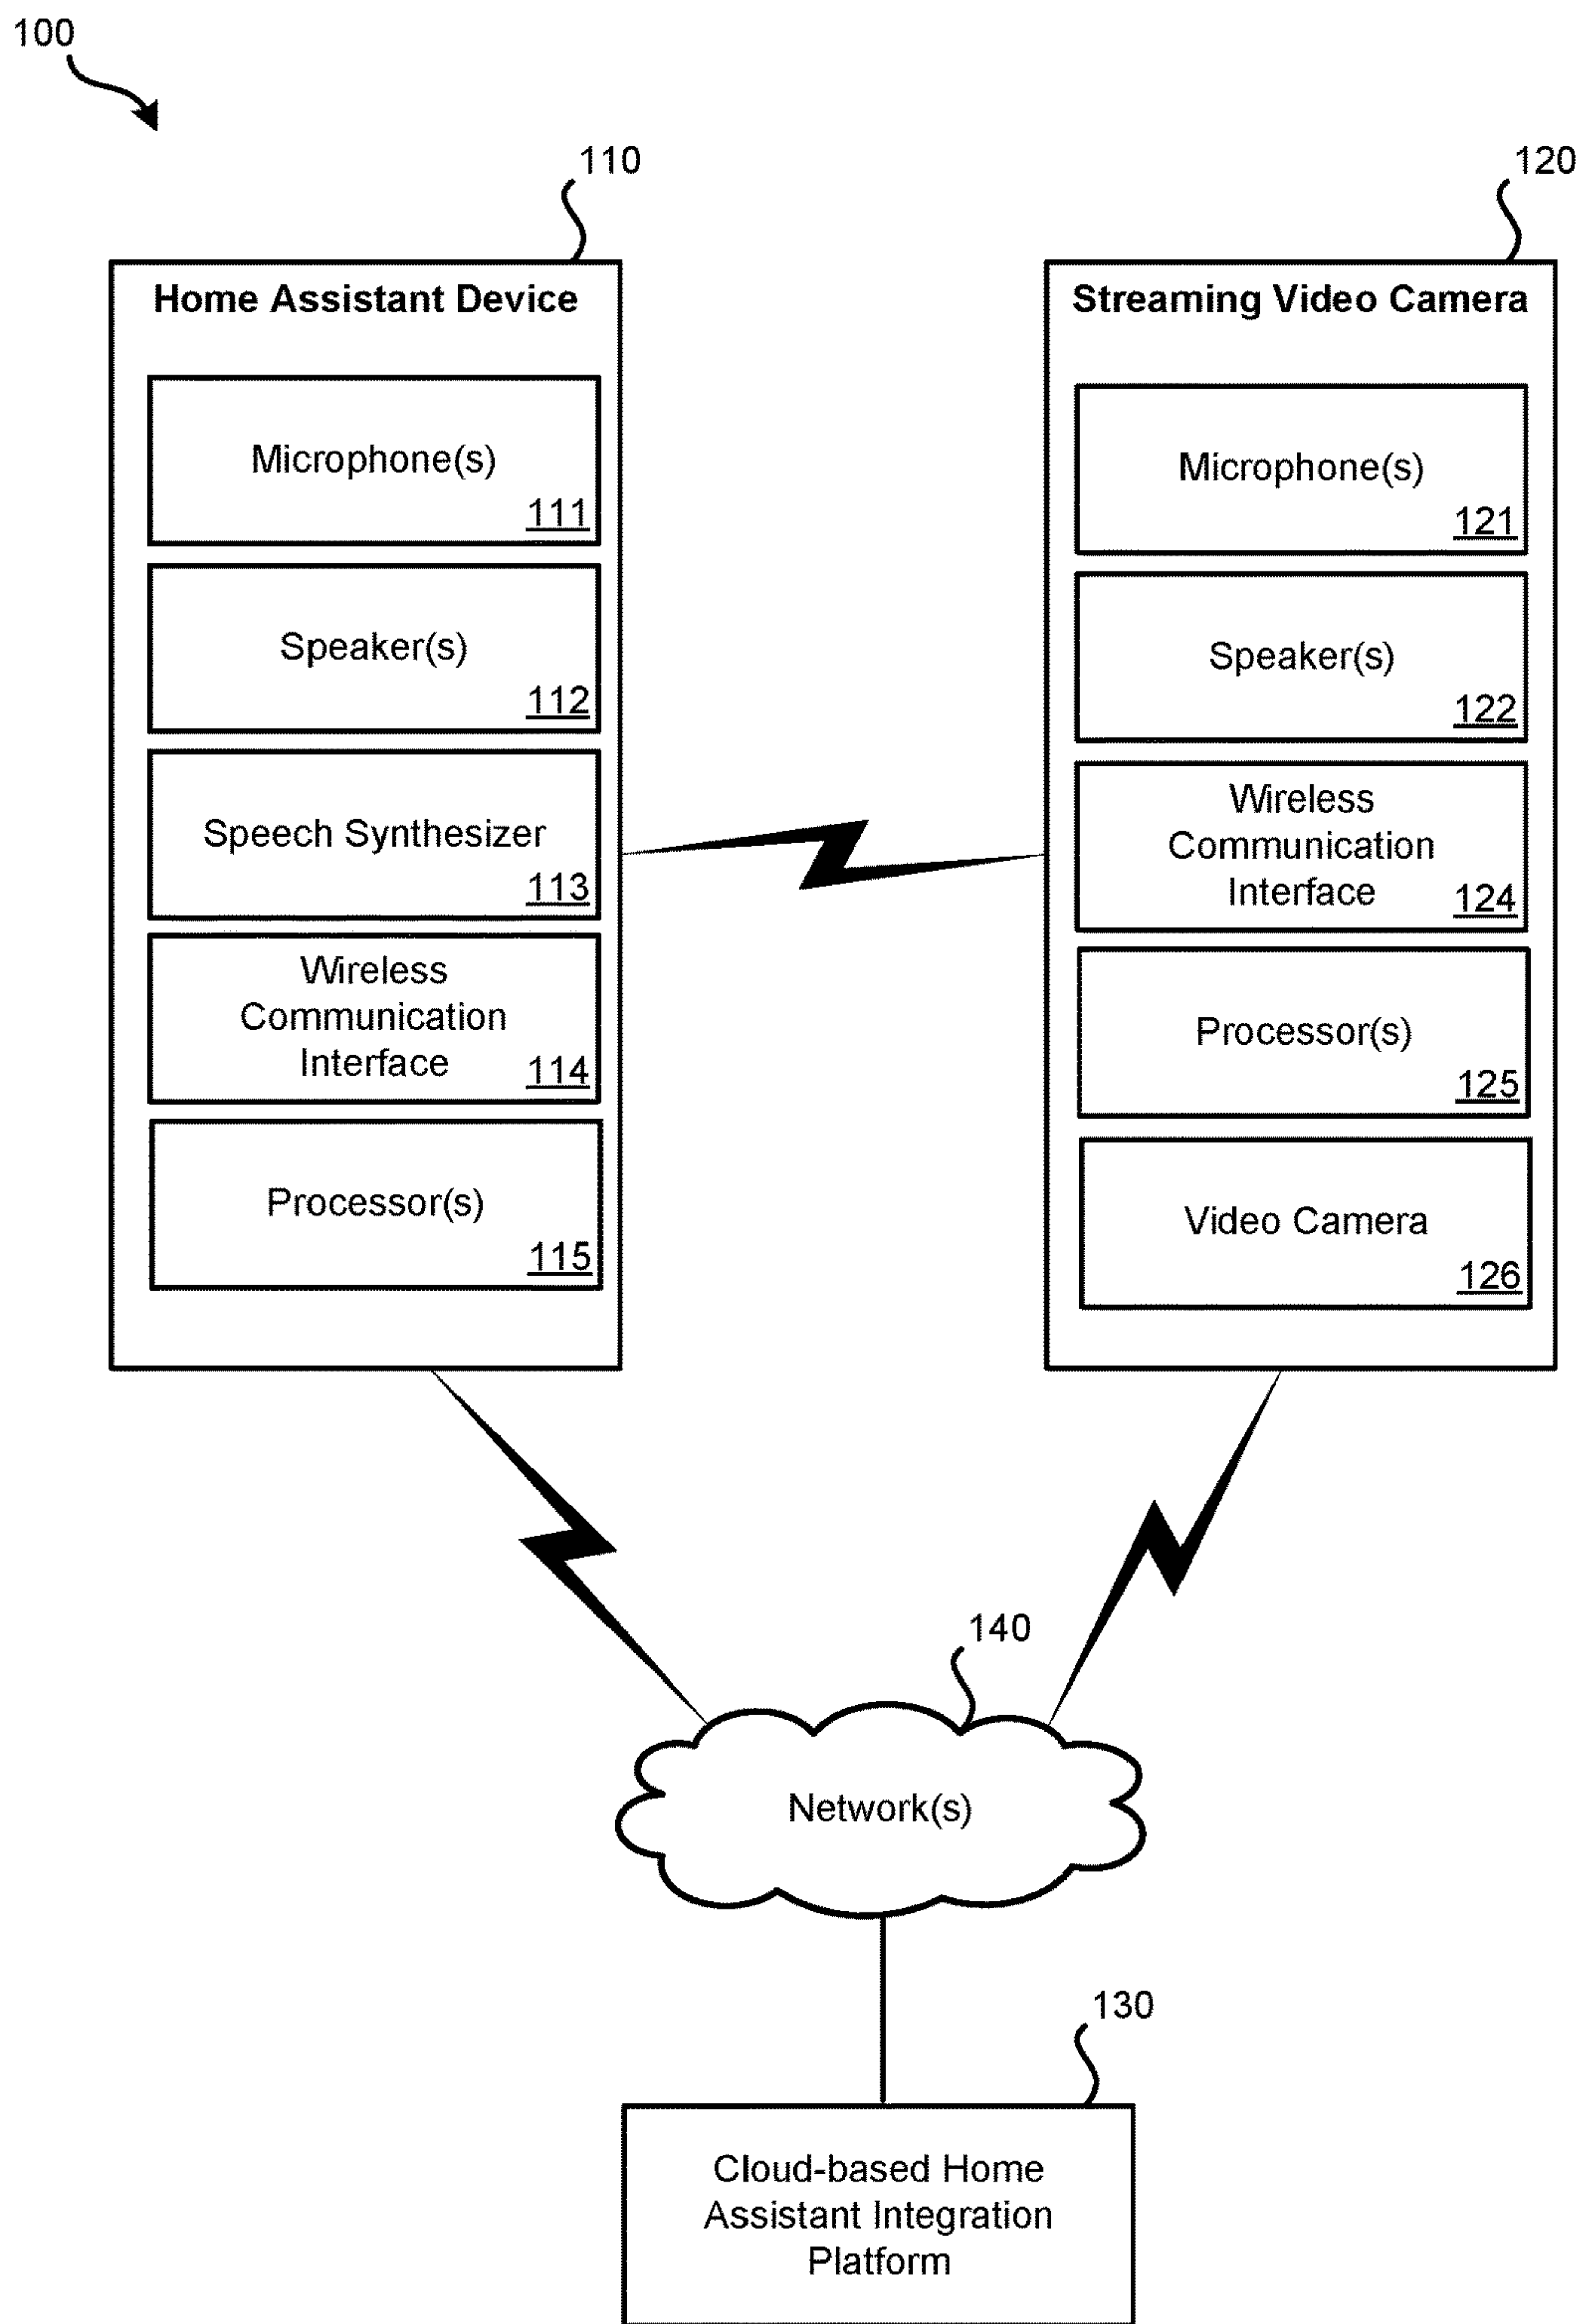 100
110
120
Home Assistant Device
Microphone(s)
111
Speaker(s)
112
Speech Synthesizer
113
Wireless
Communication
Interface
114
Processor(s)
115
Streaming Video Camera
Microphone(s)
121
Speaker(s)
122
Wireless
Communication
Interface
124
Processor(s)
125
Video Camera
126
140
Network(s)
130
Cloud-based Home
Assistant Integration
Platform